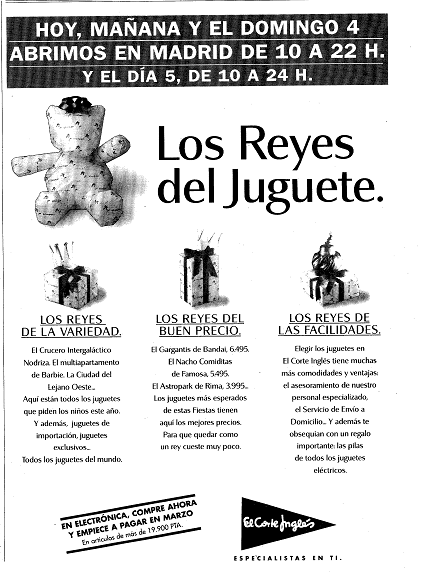 HOY, MAÑANA Y EL DOMINGO 4
ABRIMOS EN MADRID DE 10 A 22 H.
Y EL DÍA 5, DE 10 A 24 H.
Los Reyes
del Juguete.
LOS REYES
DE LA VARIEDAD.
El Crucero Intergaláctico
Nodriza. El multiapartamento
de Barbie. La Ciudad del
Lejano Oeste...
Aquí están todos los juguetes
que piden los niños este año.
Y además, juguetes de
importación, juguetes
exclusivos...
Todos los juguetes del mundo.
LOS REYES DEL
BUEN PRECIO.
El Gargantis de Bandai, 6.495.
El Nacho Comiditas
de Famosa, 5.495.
El Astropark de Rima, 3.995...
Los juguetes más esperados
de estas Fiestas tienen
aquí los mejores precios.
Para que quedar como
un rey cueste muy poco.
LOS REYES DE
LAS FACILIDADES.
Elegir los juguetes en
El Corte Inglés tiene muchas
más comodidades y ventajas:
el asesoramiento de nuestro
personal especializado,
el Servicio de Envío a
Domicilio... Y además te
obsequian con un regalo
importante: las pilas
de todos los juguetes
eléctricos.
EN ELECTRÓNICA, COMPRE AHORA
Y EMPIECE A PAGAR EN MARZO
En artículos de más de 19.900 PTA.
El Corte Inglés
ESPECIALISTAS EN TI.